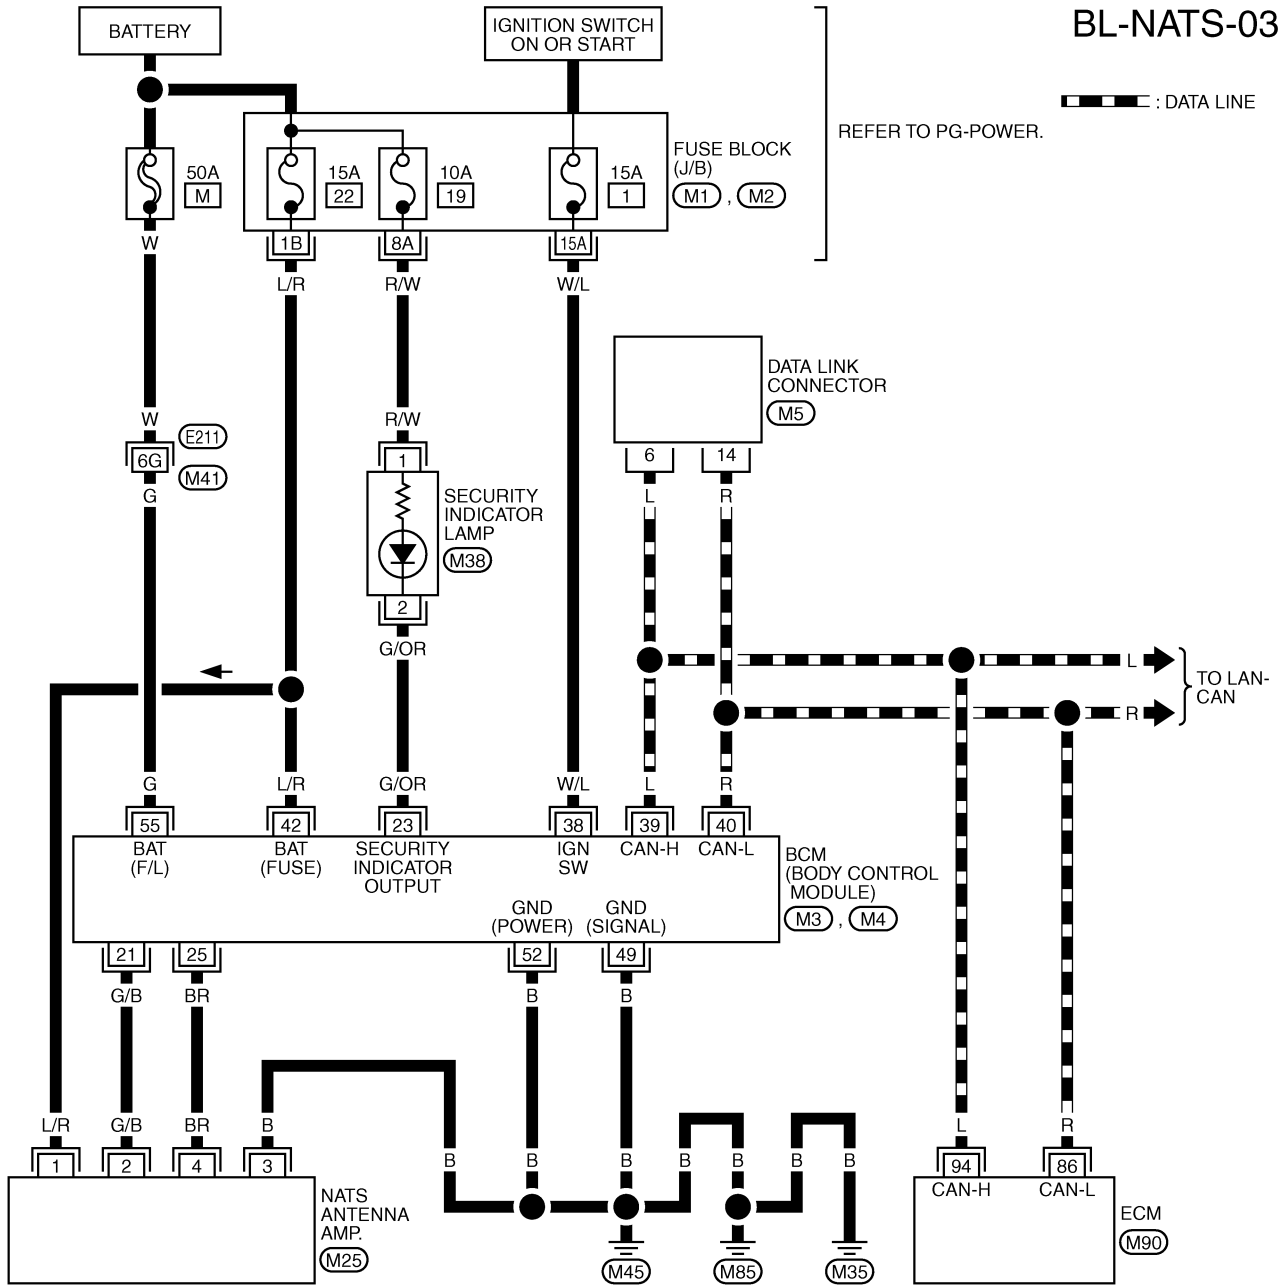 BL-NATS-03
BATTERY
IGNITION SWITCH
ON OR START
: DATA LINE
REFER TO PG-POWER.
FUSE BLOCK
(J/B)
M1 , M2
50A
M
15A
22
10A
19
15A
1
W
1B
8A
15A
L/R
R/W
W/L
DATA LINK
CONNECTOR
M5
W
R/W
E211
6G
M41
1
6
14
G
L
R
SECURITY
INDICATOR
LAMP
M38
2
G/OR
L
R
TO LAN-
CAN
G
L/R
G/OR
W/L
L
R
55
42
23
38
39
40
BAT
(F/L)
BAT
(FUSE)
SECURITY
INDICATOR
OUTPUT
IGN
SW
CAN-H
CAN-L
BCM
(BODY CONTROL
MODULE)
M3 , M4
GND
(POWER)
GND
(SIGNAL)
21
25
52
49
G/B
BR
B
B
L/R
G/B
BR
B
L
R
B
B
B
B
B
B
B
1
2
4
3
94
86
CAN-H
CAN-L
NATS
ANTENNA
AMP.
M25
M45
M85
M35
ECM
M90